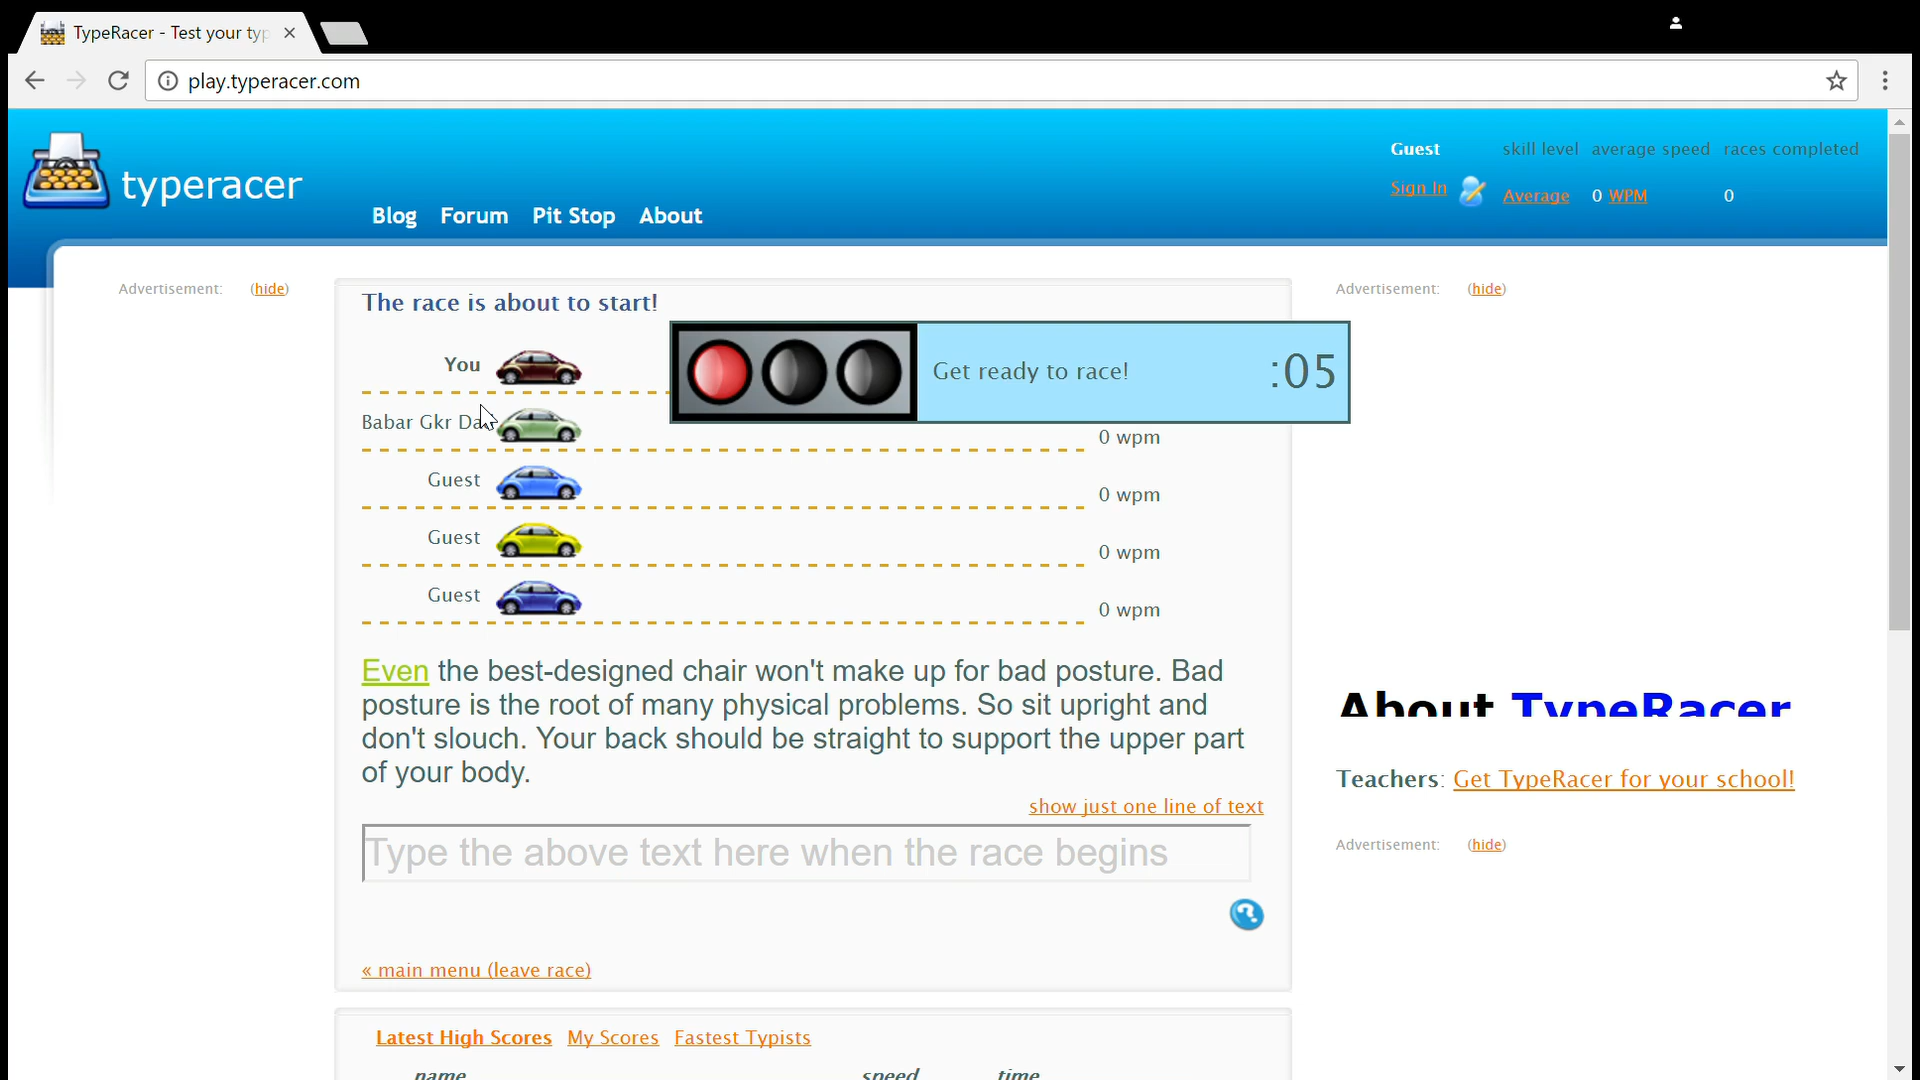 TypeRacer - Test your typ
play.typeracer.com
typeracer
Blog Forum Pit Stop About
Guest skill level average speed races completed
Sign In Average 0 WPM 0
Advertisement: (hide)
Advertisement: (hide)
The race is about to start!
Get ready to race! :05
You
Babar Gkr Da
0 wpm
Guest
0 wpm
Guest
0 wpm
Guest
0 wpm
Even the best-designed chair won't make up for bad posture. Bad
posture is the root of many physical problems. So sit upright and
don't slouch. Your back should be straight to support the upper part
of your body.
show just one line of text
Type the above text here when the race begins
« main menu (leave race)
About TypeRacer
Teachers: Get TypeRacer for your school!
Advertisement: (hide)
Latest High Scores My Scores Fastest Typists
name speed time